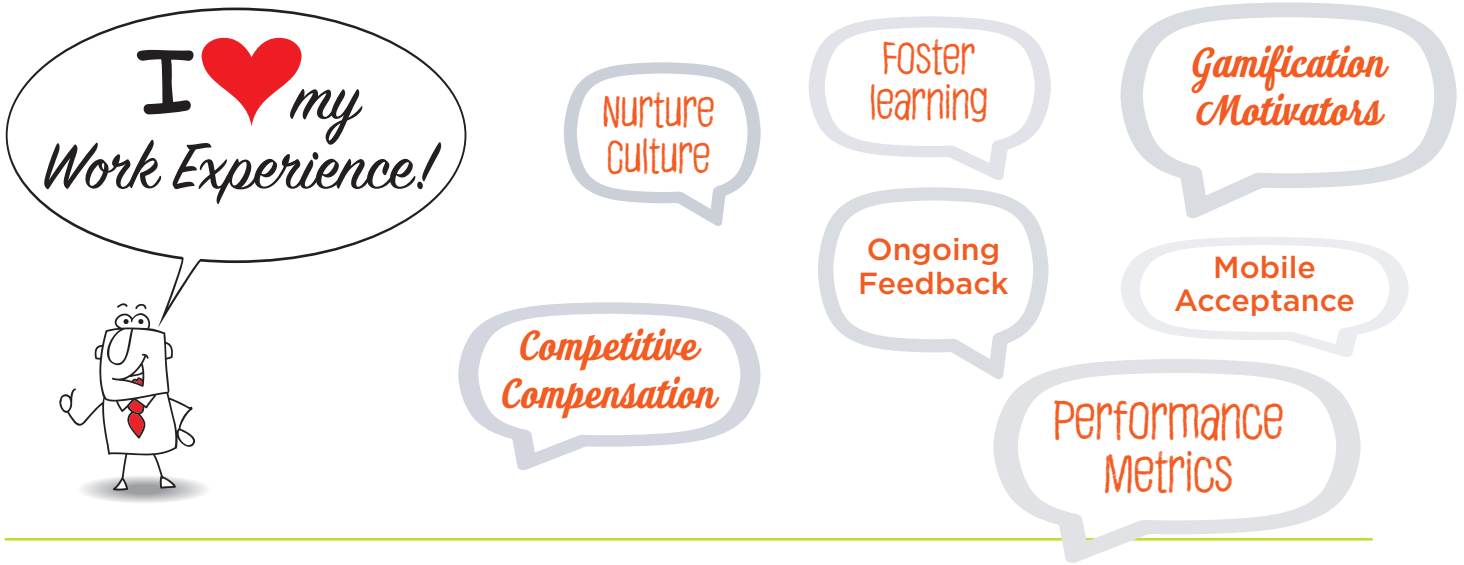 I ❤ my
Work Experience!
Nurture
Culture
Foster
learning
Gamification
Motivators
Ongoing
Feedback
Mobile
Acceptance
Competitive
Compensation
Performance
Metrics